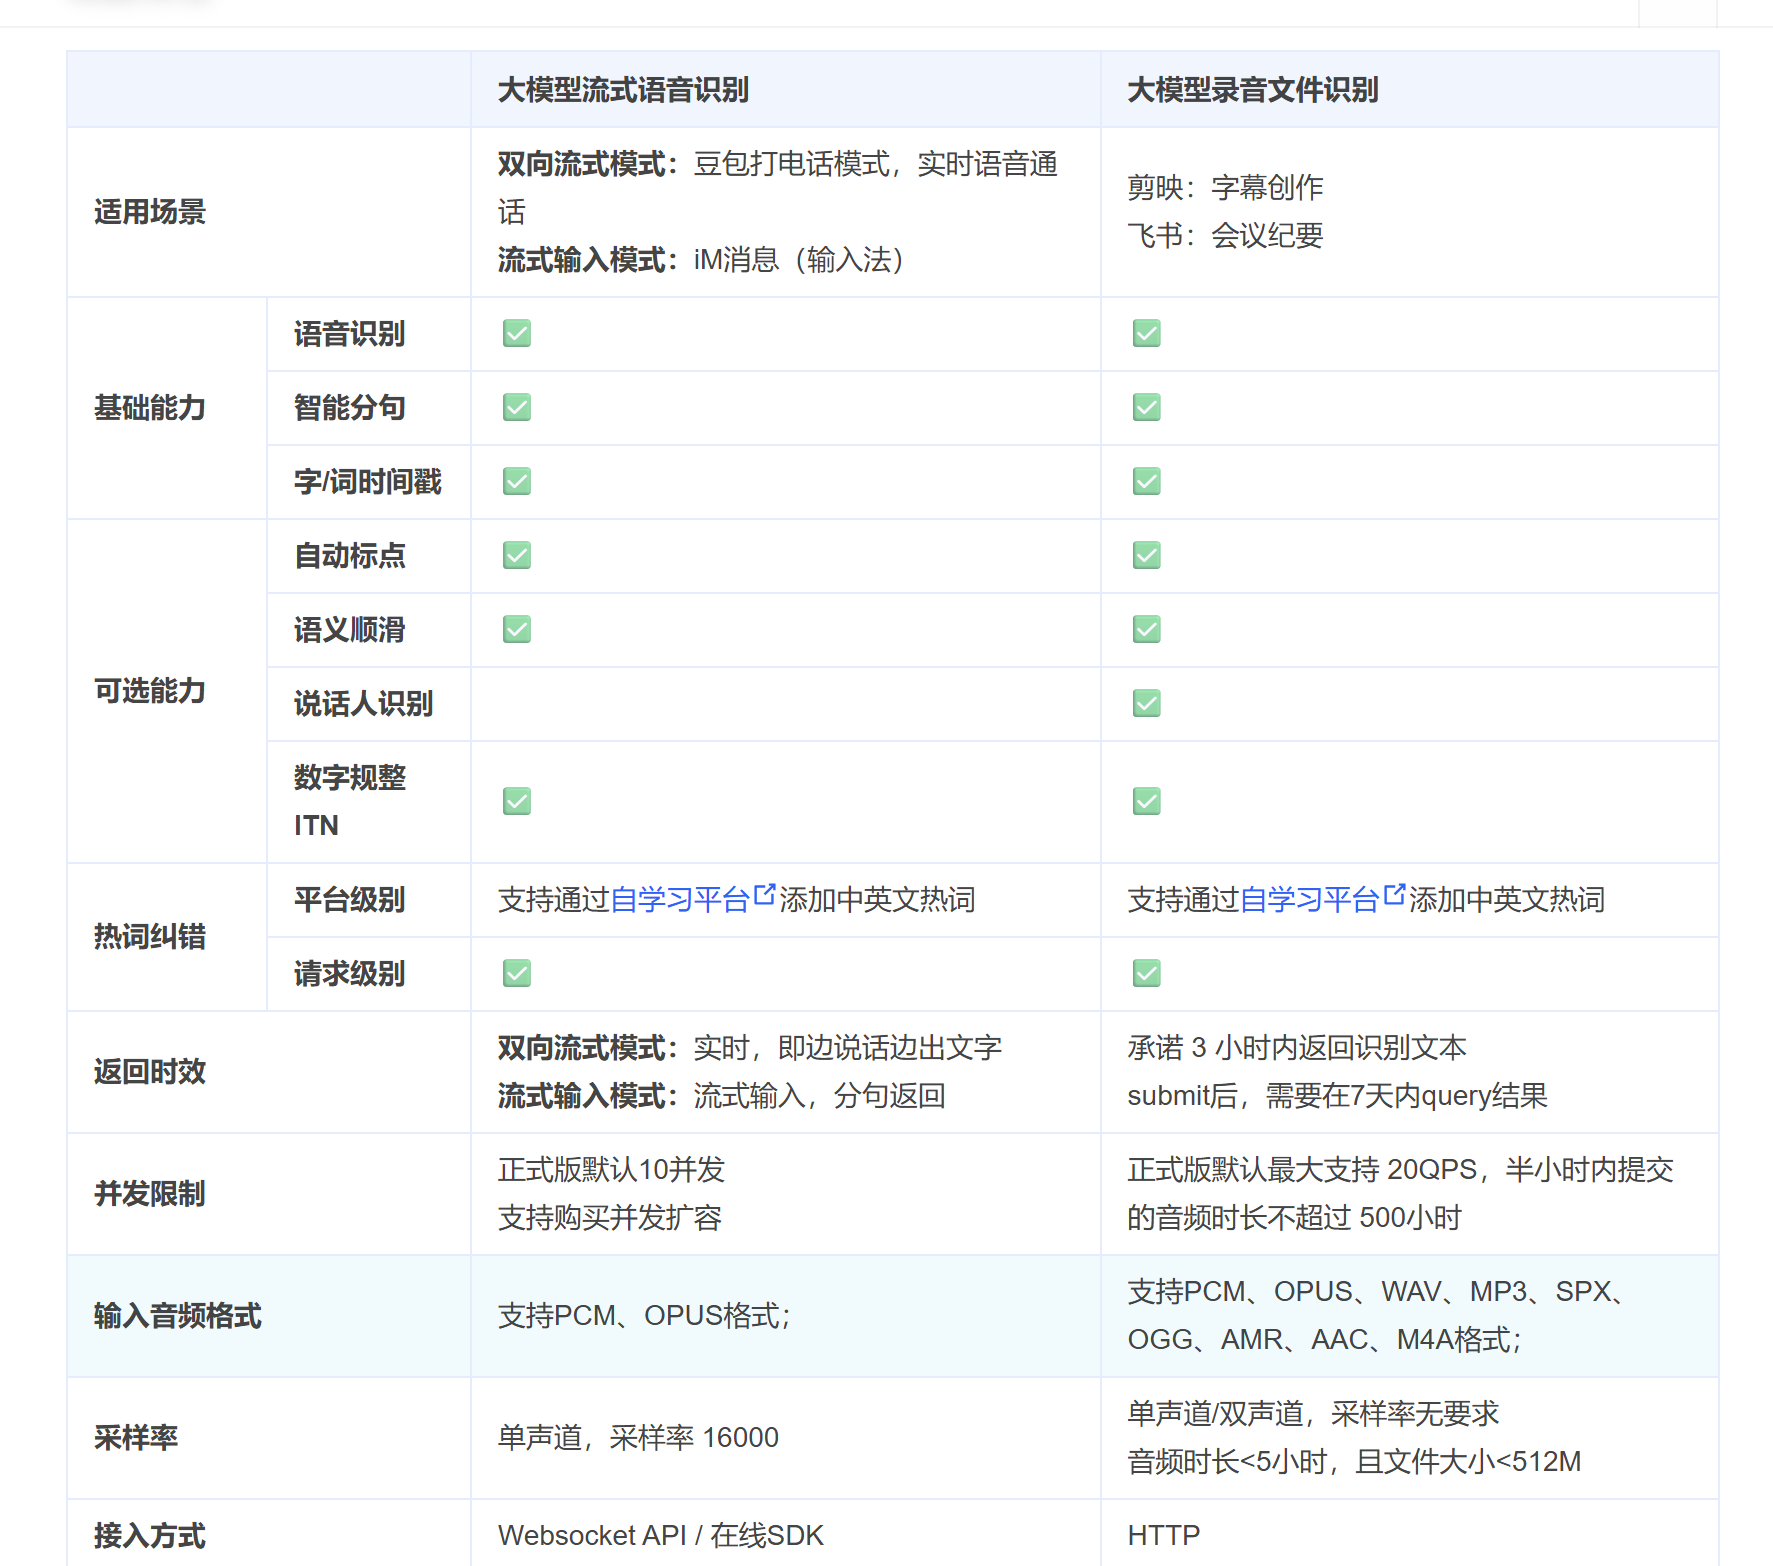 大模型流式语音识别
大模型录音文件识别
适用场景
双向流式模式：豆包打电话模式，实时语音通
话
流式输入模式：iM消息（输入法）
剪映：字幕创作
飞书：会议纪要
基础能力
语音识别
✅
✅
智能分句
✅
✅
字/词时间戳
✅
✅
可选能力
自动标点
✅
✅
语义顺滑
✅
✅
说话人识别
✅
数字规整
ITN
✅
✅
热词纠错
平台级别
支持通过自学习平台添加中英文热词
支持通过自学习平台添加中英文热词
请求级别
✅
✅
返回时效
双向流式模式：实时，即边说话边出文字
流式输入模式：流式输入，分句返回
承诺 3 小时内返回识别文本
submit后，需要在7天内query结果
并发限制
正式版默认10并发
支持购买并发扩容
正式版默认最大支持 20QPS，半小时内提交
的音频时长不超过 500小时
输入音频格式
支持PCM、OPUS格式；
支持PCM、OPUS、WAV、MP3、SPX、
OGG、AMR、AAC、M4A格式；
采样率
单声道，采样率 16000
单声道/双声道，采样率无要求
音频时长<5小时，且文件大小<512M
接入方式
Websocket API / 在线SDK
HTTP